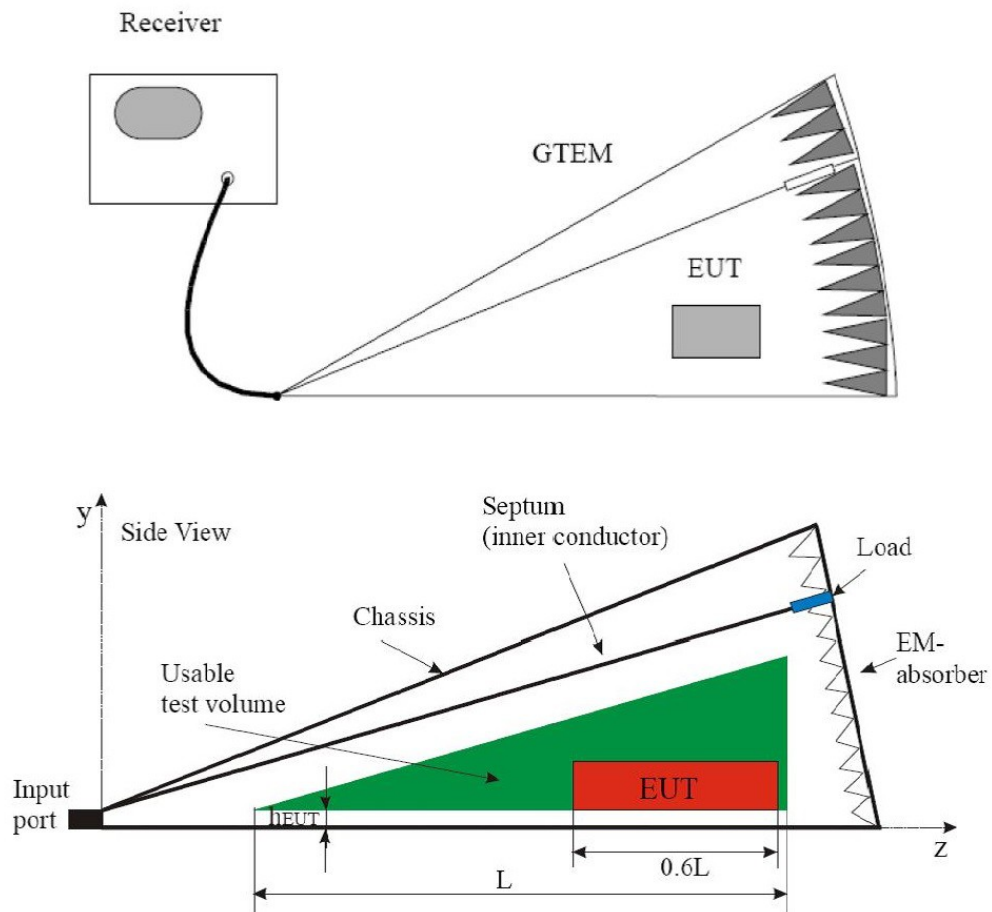 Receiver
GTEM
EUT
y
Side View
Septum
(inner conductor)
Load
Chassis
EM-
absorber
Usable
test volume
Input
port
EUT
hEUT
z
0.6L
L